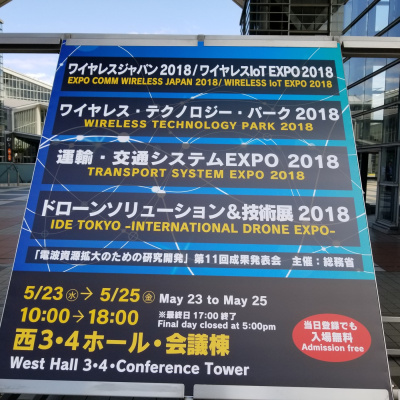 ワイヤレスジャパン 2018/ワイヤレスIoT EXPO 2018
EXPO COMM WIRELESS JAPAN 2018/ WIRELESS IoT EXPO 2018
ワイヤレス・テクノロジー・パーク 2018
WIRELESS TECHNOLOGY PARK 2018
運輸・交通システムEXPO 2018
TRANSPORT SYSTEM EXPO 2018
ドローンソリューション&技術展 2018
IDE TOKYO -INTERNATIONAL DRONE EXPO-
「電波資源拡大のための研究開発」第11回成果発表会 主催:総務省
5/23㊌→ 5/25㊎ May 23 to May 25
10:00→18:00 ※最終日 17:00 終了
Final day closed at 5:00pm
西3・4ホール・会議棟
West Hall 3・4・Conference Tower
当日登録でも
入場無料
Admission free